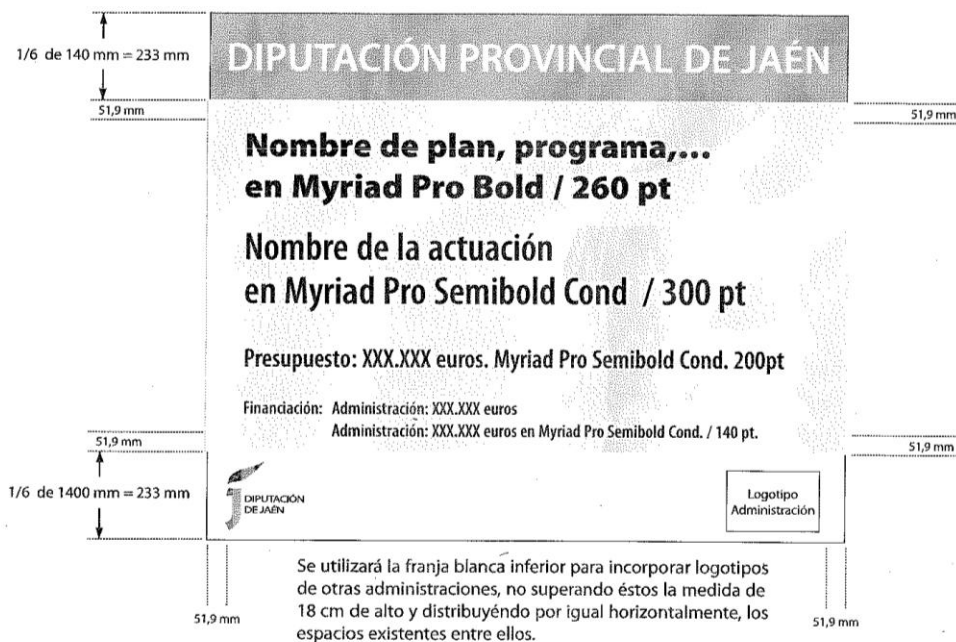 1/6 de 140 mm = 233 mm
DIPUTACIÓN PROVINCIAL DE JAÉN
51,9 mm
51,9 mm
Nombre de plan, programa,...
en Myriad Pro Bold / 260 pt
Nombre de la actuación
en Myriad Pro Semibold Cond / 300 pt
Presupuesto: XXX.XXX euros. Myriad Pro Semibold Cond. 200pt
Financiación: Administración: XXX.XXX euros
Administración: XXX.XXX euros en Myriad Pro Semibold Cond. / 140 pt.
51,9 mm
51,9 mm
1/6 de 1400 mm = 233 mm
DIPUTACIÓN
DE JAÉN
Logotipo
Administración
Se utilizará la franja blanca inferior para incorporar logotipos
de otras administraciones, no superando éstos la medida de
18 cm de alto y distribuyéndo por igual horizontalmente, los
espacios existentes entre ellos.
51,9 mm
51,9 mm